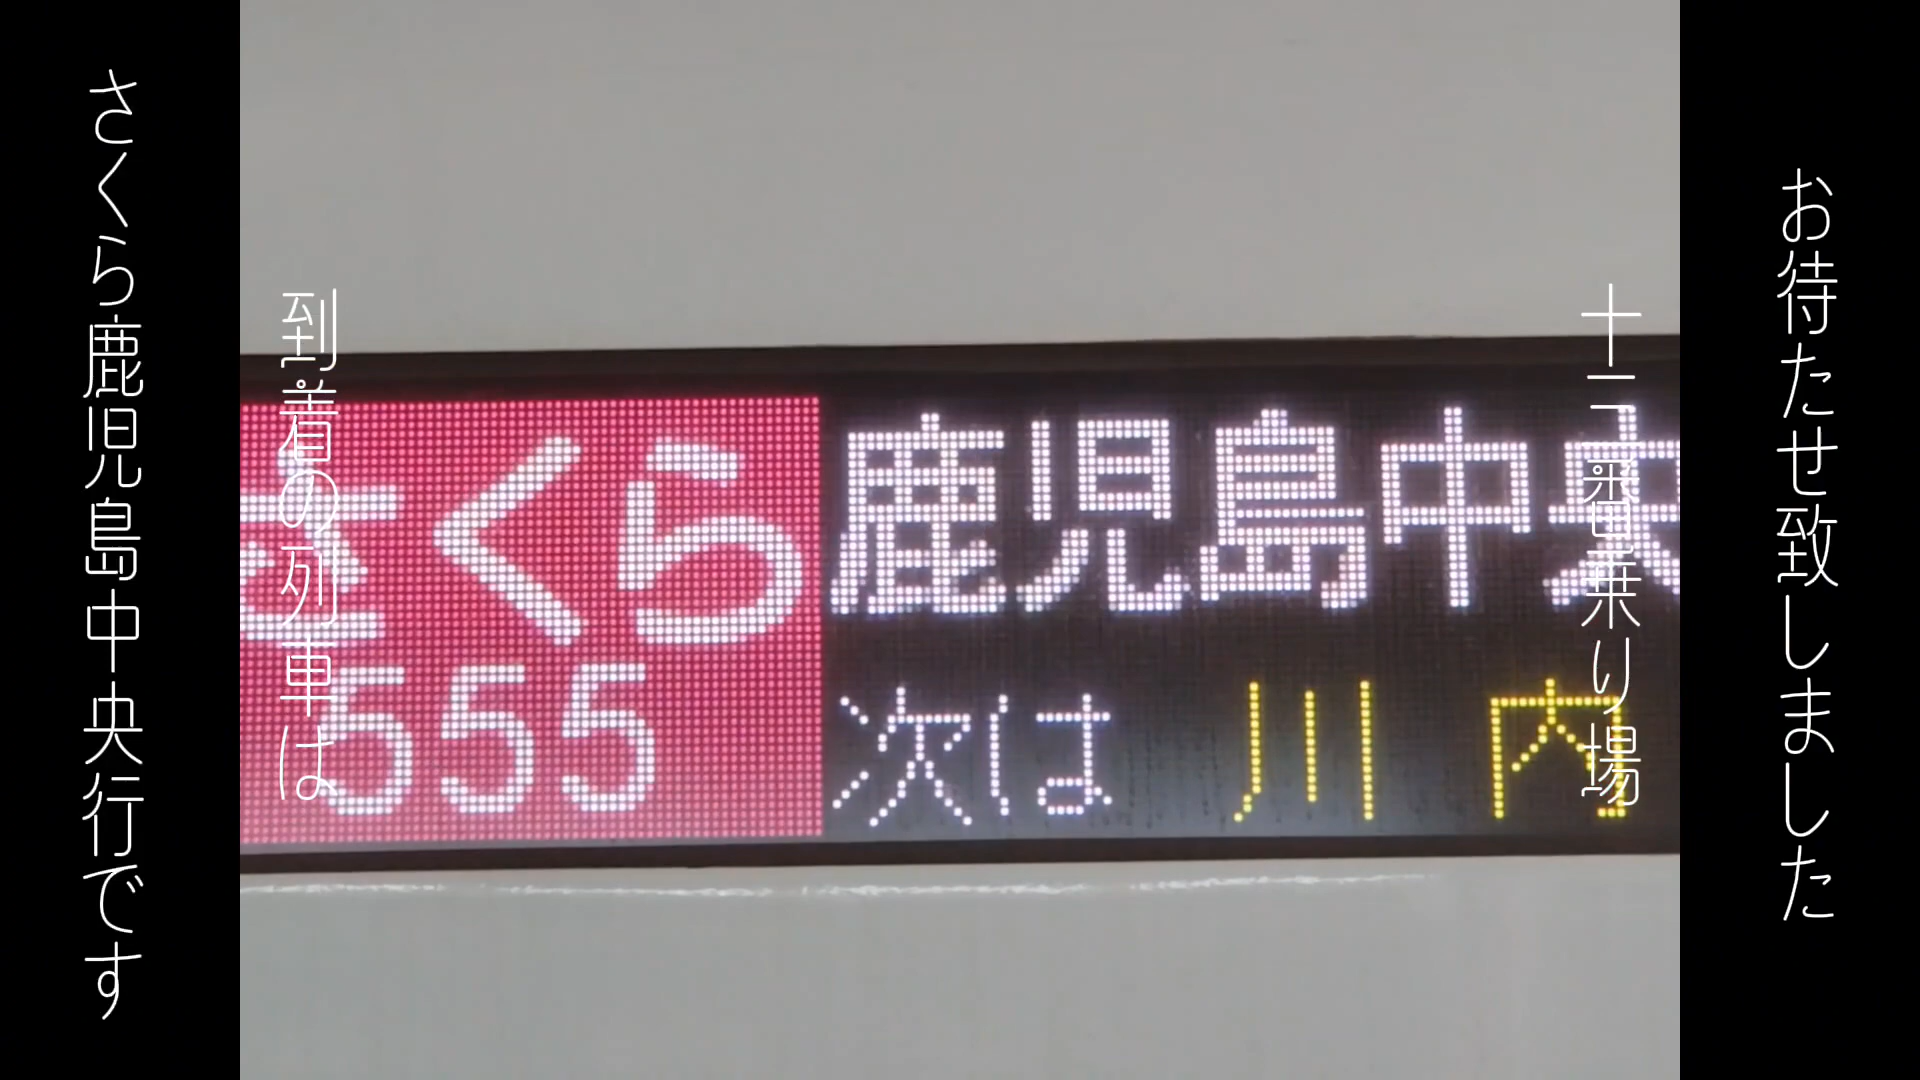 お待たせ致しました
十三番乗り場
到着の列車は
さくら鹿児島中央行です
さくら 鹿児島中央
555 次は 川内